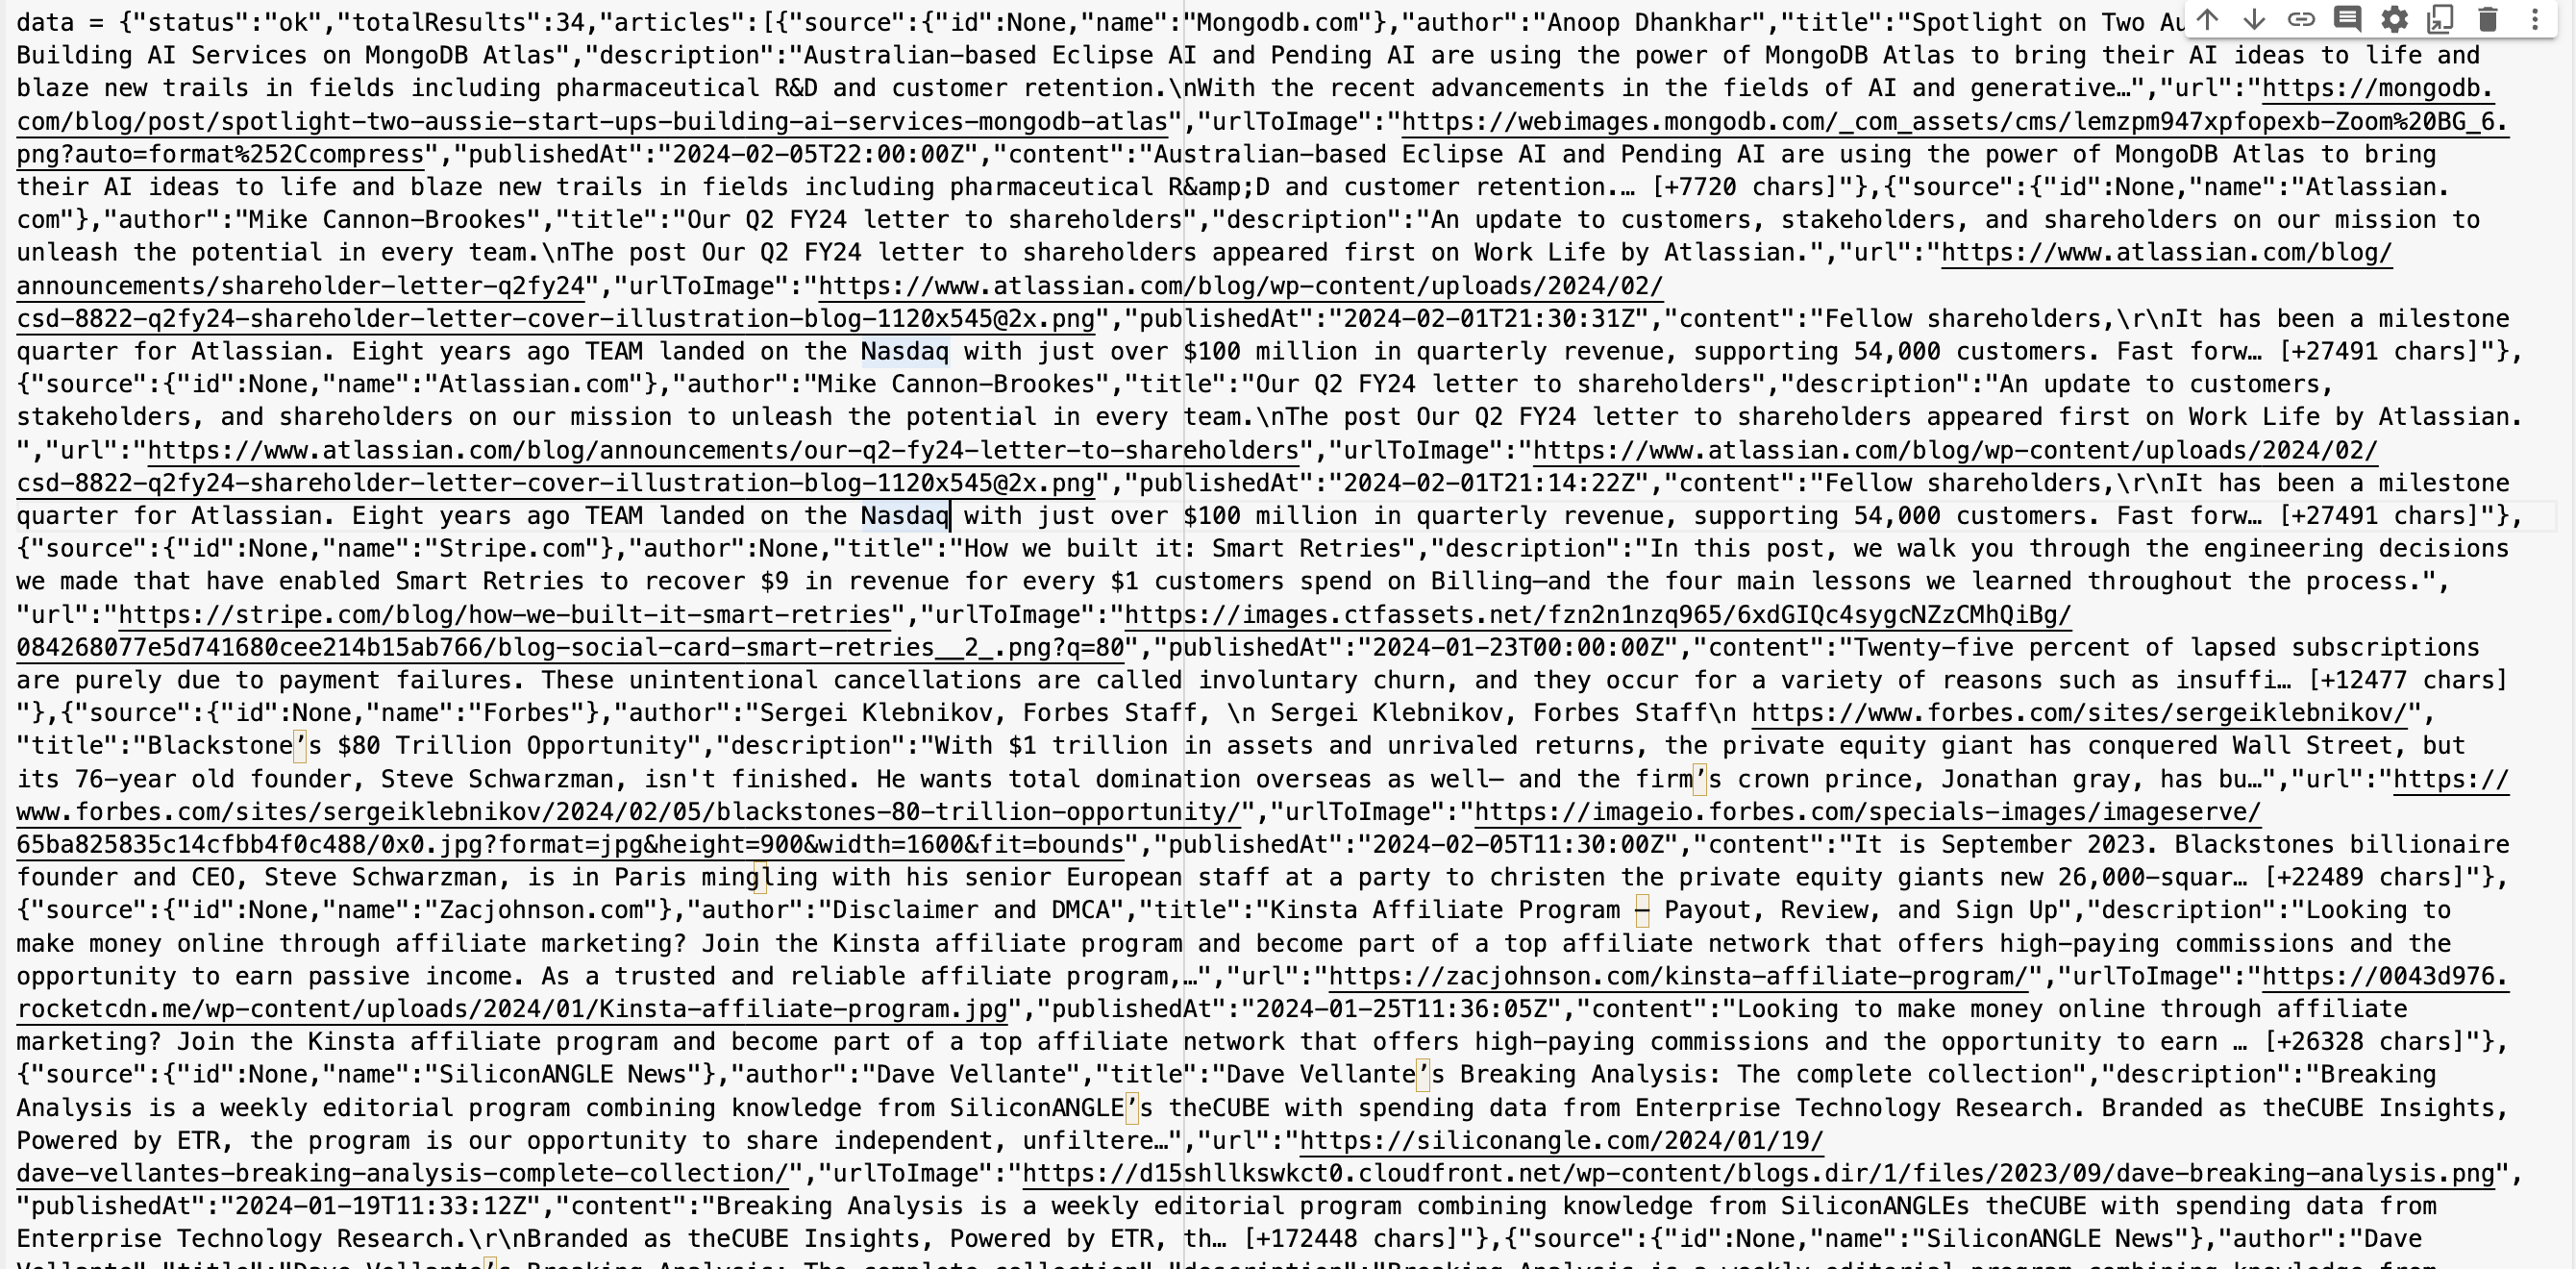 data = {"status":"ok","totalResults":34,"articles":[{"source":{"id":None,"name":"Mongodb.com"},"author":"Anoop Dhankhar","title":"Spotlight on Two
Building AI Services on MongoDB Atlas","description":"Australian-based Eclipse AI and Pending AI are using the power of MongoDB Atlas to bring their AI ideas to life and
blaze new trails in fields including pharmaceutical R&D and customer retention.\nWith the recent advancements in the fields of AI and generative…","url":"https://mongodb.
com/blog/post/spotlight-two-aussie-start-ups-building-ai-services-mongodb-atlas","urlToImage":"https://webimages.mongodb.com/_com_assets/cms/lemzpm947xpfopexb-Zoom%20BG_6.
png?auto=format%252Ccompress","publishedAt":"2024-02-05T22:00:00Z","content":"Australian-based Eclipse AI and Pending AI are using the power of MongoDB Atlas to bring
their AI ideas to life and blaze new trails in fields including pharmaceutical R&amp;D and customer retention.… [+7720 chars]"},{"source":{"id":None,"name":"Atlassian.
com"},"author":"Mike Cannon-Brookes","title":"Our Q2 FY24 letter to shareholders","description":"An update to customers, stakeholders, and shareholders on our mission to
unleash the potential in every team.\nThe post Our Q2 FY24 letter to shareholders appeared first on Work Life by Atlassian.","url":"https://www.atlassian.com/blog/
announcements/shareholder-letter-q2fy24","urlToImage":"https://www.atlassian.com/blog/wp-content/uploads/2024/02/
csd-8822-q2fy24-shareholder-letter-cover-illustration-blog-1120x545@2x.png","publishedAt":"2024-02-01T21:30:31Z","content":"Fellow shareholders,\r\nIt has been a milestone
quarter for Atlassian. Eight years ago TEAM landed on the Nasdaq with just over $100 million in quarterly revenue, supporting 54,000 customers. Fast forw… [+27491 chars]"},
{"source":{"id":None,"name":"Atlassian.com"},"author":"Mike Cannon-Brookes","title":"Our Q2 FY24 letter to shareholders","description":"An update to customers,
stakeholders, and shareholders on our mission to unleash the potential in every team.\nThe post Our Q2 FY24 letter to shareholders appeared first on Work Life by Atlassian.
","url":"https://www.atlassian.com/blog/announcements/our-q2-fy24-letter-to-shareholders","urlToImage":"https://www.atlassian.com/blog/wp-content/uploads/2024/02/
csd-8822-q2fy24-shareholder-letter-cover-illustration-blog-1120x545@2x.png","publishedAt":"2024-02-01T21:14:22Z","content":"Fellow shareholders,\r\nIt has been a milestone
quarter for Atlassian. Eight years ago TEAM landed on the Nasdaq with just over $100 million in quarterly revenue, supporting 54,000 customers. Fast forw… [+27491 chars]"},
{"source":{"id":None,"name":"Stripe.com"},"author":None,"title":"How we built it: Smart Retries","description":"In this post, we walk you through the engineering decisions
we made that have enabled Smart Retries to recover $9 in revenue for every $1 customers spend on Billing—and the four main lessons we learned throughout the process.",
"url":"https://stripe.com/blog/how-we-built-it-smart-retries","urlToImage":"https://images.ctfassets.net/fzn2n1nzq965/6xdGIQc4sygcNZzCMhQiBg/
084268077e5d741680cee214b15ab766/blog-social-card-smart-retries__2_.png?q=80","publishedAt":"2024-01-23T00:00:00Z","content":"Twenty-five percent of lapsed subscriptions
are purely due to payment failures. These unintentional cancellations are called involuntary churn, and they occur for a variety of reasons such as insuffi… [+12477 chars]
"},{"source":{"id":None,"name":"Forbes"},"author":"Sergei Klebnikov, Forbes Staff, \n Sergei Klebnikov, Forbes Staff\n https://www.forbes.com/sites/sergeiklebnikov/",
"title":"Blackstone’s $80 Trillion Opportunity","description":"With $1 trillion in assets and unrivaled returns, the private equity giant has conquered Wall Street, but
its 76-year old founder, Steve Schwarzman, isn't finished. He wants total domination overseas as well— and the firm’s crown prince, Jonathan gray, has bu…","url":"https://
www.forbes.com/sites/sergeiklebnikov/2024/02/05/blackstones-80-trillion-opportunity/","urlToImage":"https://imageio.forbes.com/specials-images/imageserve/
65ba825835c14cfbb4f0c488/0x0.jpg?format=jpg&height=900&width=1600&fit=bounds","publishedAt":"2024-02-05T11:30:00Z","content":"It is September 2023. Blackstones billionaire
founder and CEO, Steve Schwarzman, is in Paris mingling with his senior European staff at a party to christen the private equity giants new 26,000-squar… [+22489 chars]"},
{"source":{"id":None,"name":"Zacjohnson.com"},"author":"Disclaimer and DMCA","title":"Kinsta Affiliate Program – Payout, Review, and Sign Up","description":"Looking to
make money online through affiliate marketing? Join the Kinsta affiliate program and become part of a top affiliate network that offers high-paying commissions and the
opportunity to earn passive income. As a trusted and reliable affiliate program,…","url":"https://zacjohnson.com/kinsta-affiliate-program/","urlToImage":"https://0043d976.
rocketcdn.me/wp-content/uploads/2024/01/Kinsta-affiliate-program.jpg","publishedAt":"2024-01-25T11:36:05Z","content":"Looking to make money online through affiliate
marketing? Join the Kinsta affiliate program and become part of a top affiliate network that offers high-paying commissions and the opportunity to earn … [+26328 chars]"},
{"source":{"id":None,"name":"SiliconANGLE News"},"author":"Dave Vellante","title":"Dave Vellante’s Breaking Analysis: The complete collection","description":"Breaking
Analysis is a weekly editorial program combining knowledge from SiliconANGLE’s theCUBE with spending data from Enterprise Technology Research. Branded as theCUBE Insights,
Powered by ETR, the program is our opportunity to share independent, unfiltere…","url":"https://siliconangle.com/2024/01/19/
dave-vellantes-breaking-analysis-complete-collection/","urlToImage":"https://d15shllkswkct0.cloudfront.net/wp-content/blogs.dir/1/files/2023/09/dave-breaking-analysis.png",
"publishedAt":"2024-01-19T11:33:12Z","content":"Breaking Analysis is a weekly editorial program combining knowledge from SiliconANGLEs theCUBE with spending data from
Enterprise Technology Research.\r\nBranded as theCUBE Insights, Powered by ETR, th… [+172448 chars]"},{"source":{"id":None,"name":"SiliconANGLE News"},"author":"Dave